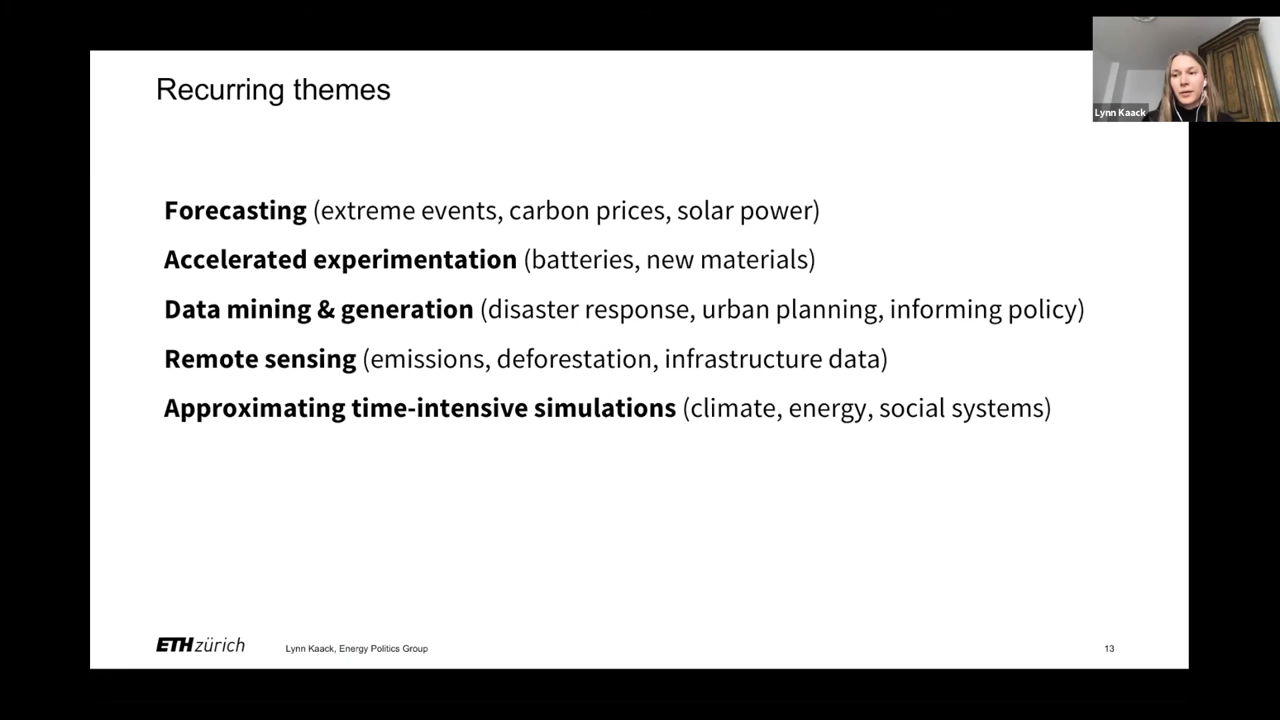 Recurring themes
Lynn Kaack
Forecasting (extreme events, carbon prices, solar power)
Accelerated experimentation (batteries, new materials)
Data mining & generation (disaster response, urban planning, informing policy)
Remote sensing (emissions, deforestation, infrastructure data)
Approximating time-intensive simulations (climate, energy, social systems)
ETH zürich
Lynn Kaack, Energy Politics Group
13